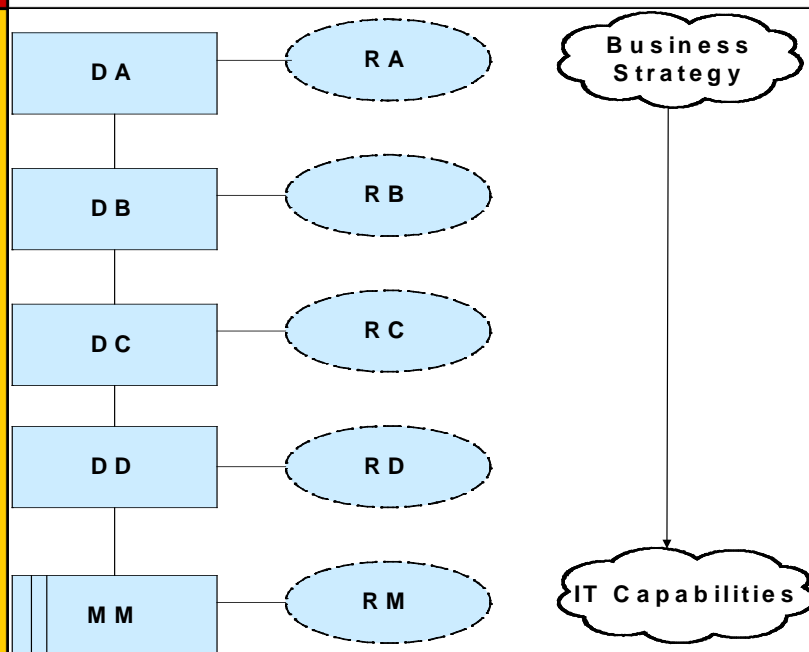 DA
RA
Business
Strategy
DB
RB
DC
RC
DD
RD
MM
RM
IT Capabilities